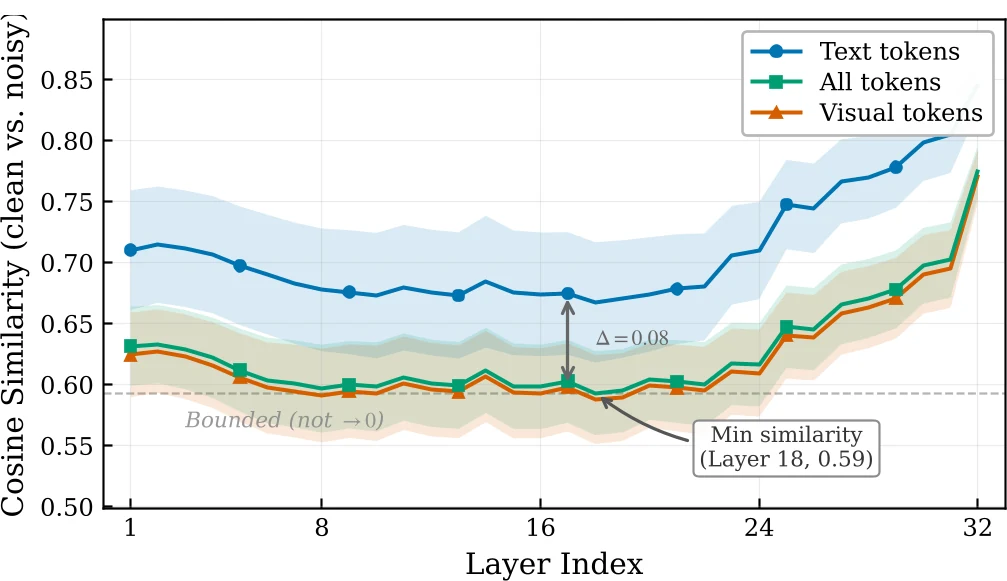 Cosine Similarity (clean vs. noisy)
0.85
0.80
0.75
0.70
0.65
0.60
0.55
0.50
Text tokens
All tokens
Visual tokens
Δ = 0.08
Bounded (not → 0)
Min similarity
(Layer 18, 0.59)
1
8
16
24
32
Layer Index